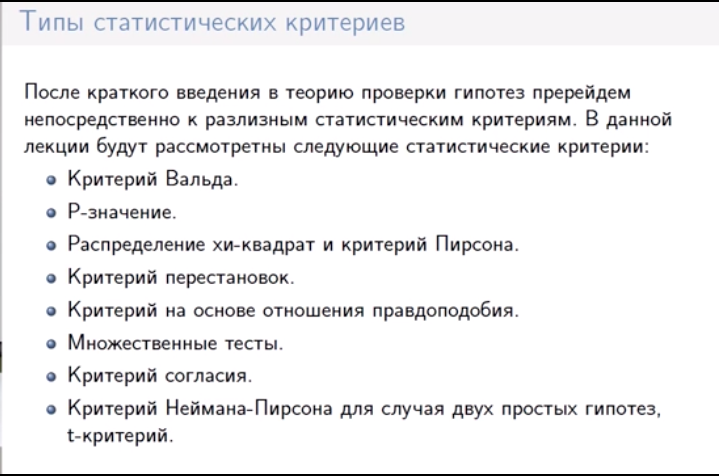 Типы статистических критериев
После краткого введения в теорию проверки гипотез пререйдем
непосредственно к разлизным статистическим критериям. В данной
лекции будут рассмотретны следующие статистические критерии:
Критерий Вальда.
P-значение.
Распределение хи-квадрат и критерий Пирсона.
Критерий перестановок.
Критерий на основе отношения правдоподобия.
Множественные тесты.
Критерий согласия.
Критерий Неймана-Пирсона для случая двух простых гипотез,
t-критерий.